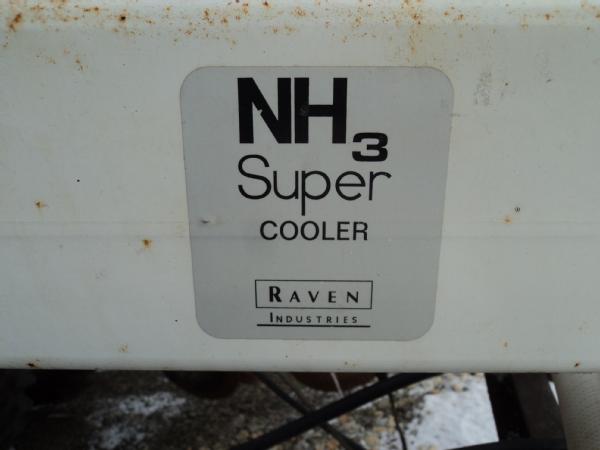 NH3
Super
COOLER
RAVEN
INDUSTRIES